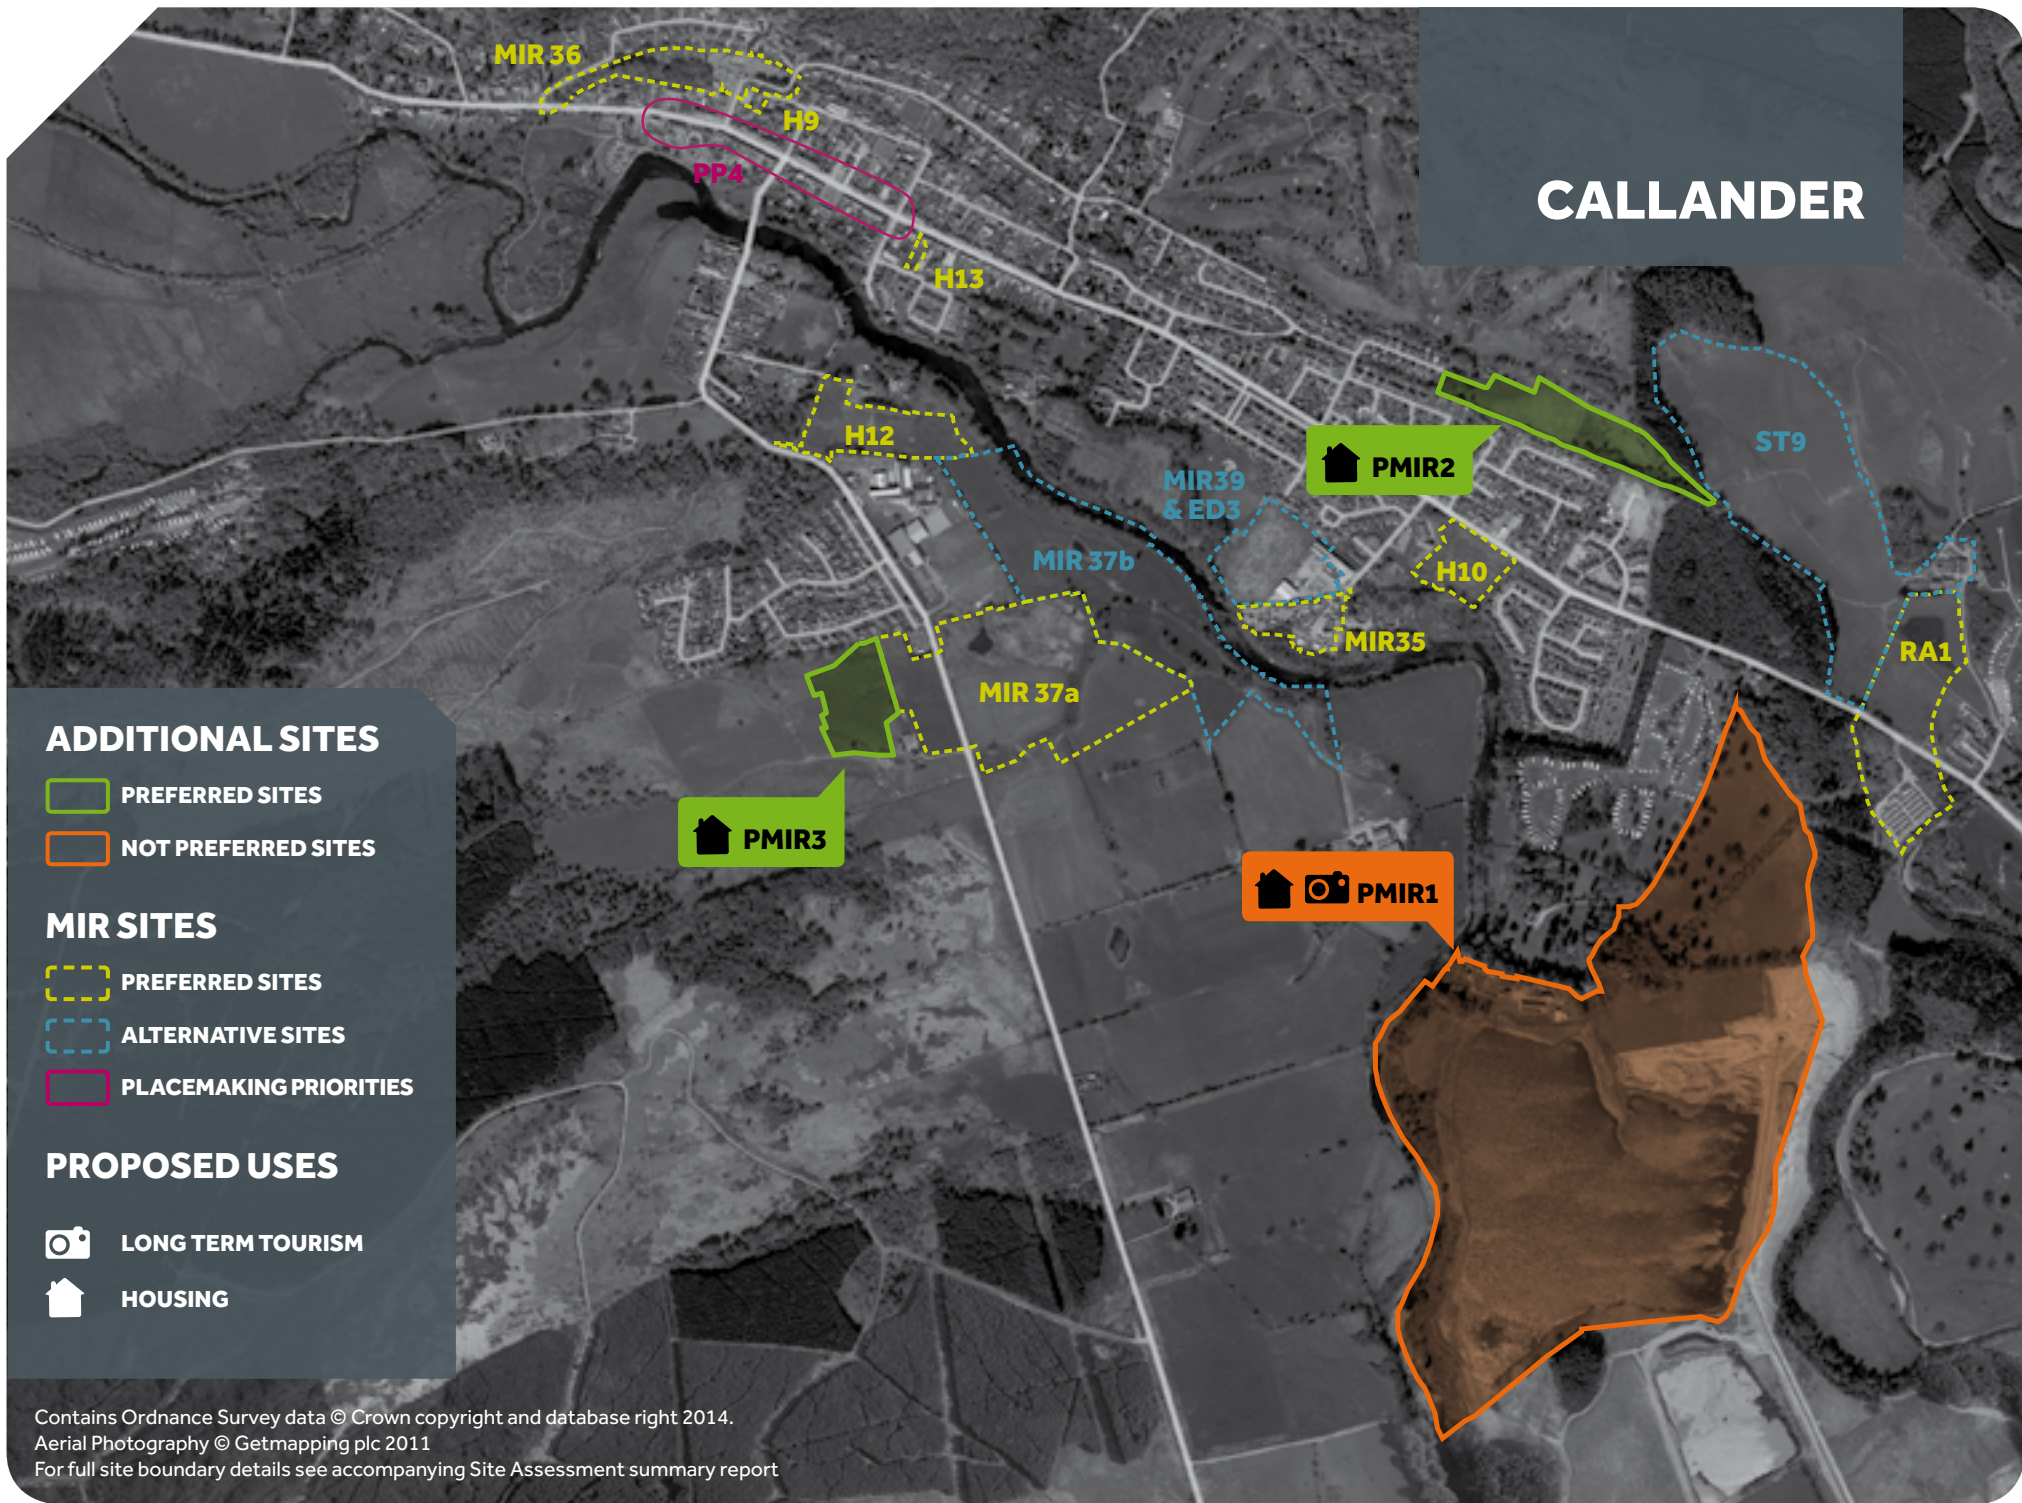 CALLANDER
MIR 36
H9
PP4
H13
H12
PMIR2
ST9
MIR39
& ED3
MIR 37b
H10
MIR35
RA1
MIR 37a
PMIR3
PMIR1
ADDITIONAL SITES
PREFERRED SITES
NOT PREFERRED SITES
MIR SITES
PREFERRED SITES
ALTERNATIVE SITES
PLACEMAKING PRIORITIES
PROPOSED USES
LONG TERM TOURISM
HOUSING
Contains Ordnance Survey data © Crown copyright and database right 2014.
Aerial Photography © Getmapping plc 2011
For full site boundary details see accompanying Site Assessment summary report